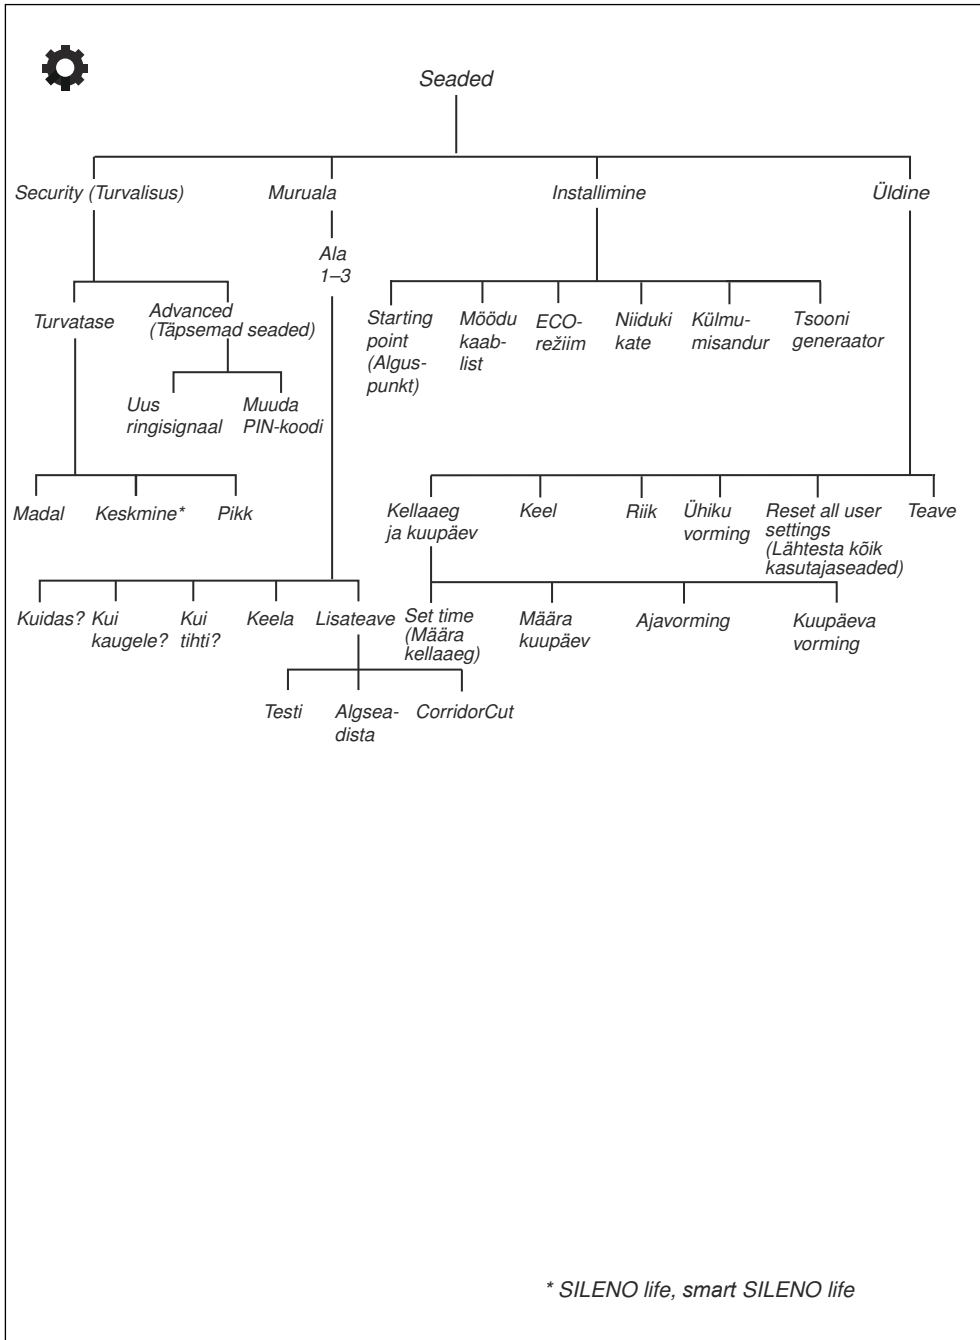 Seaded
Security (Turvalisus)
Muruala
Installimine
Üldine
Ala
1–3
Turvatase
Advanced
(Täpsemad seaded)
Starting
point
(Algus-
punkt)
Möödu
kaab-
list
ECO-
režiim
Niiduki
kate
Külmu-
misandur
Tsooni
generaator
Uus
ringisignaal
Muuda
PIN-koodi
Madal
Keskmine*
Pikk
Kellaaeg
ja kuupäev
Keel
Riik
Ühiku
vorming
Reset all user
settings
(Lähtesta kõik
kasutajaseaded)
Teave
Kuidas?
Kui
kaugele?
Kui
tihti?
Keela
Lisateave
Set time
(Määra
kellaaeg)
Määra
kuupäev
Ajavorming
Kuupäeva
vorming
Testi
Algsea-
dista
CorridorCut
* SILENO life, smart SILENO life